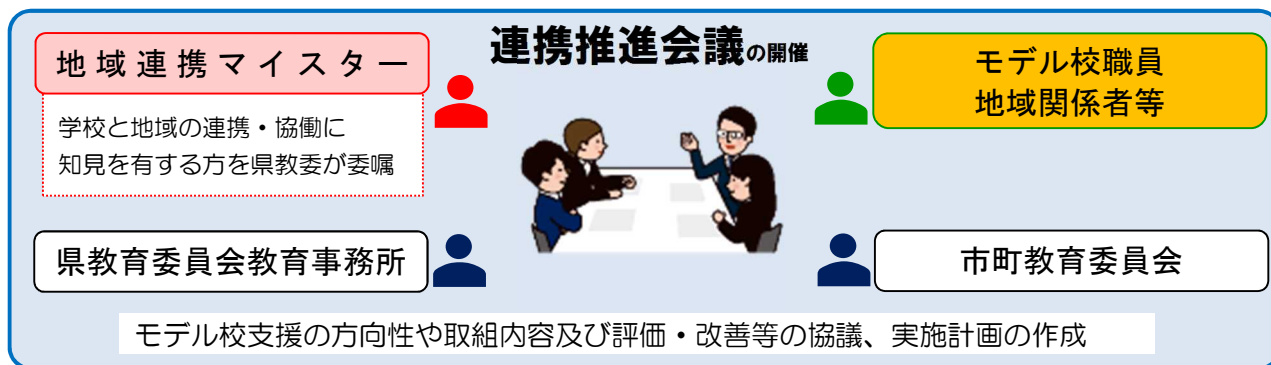 連携推進会議の開催
地域連携マイスター
学校と地域の連携・協働に
知見を有する方を県教委が委嘱
モデル校職員
地域関係者等
県教育委員会教育事務所
市町教育委員会
モデル校支援の方向性や取組内容及び評価・改善等の協議、実施計画の作成